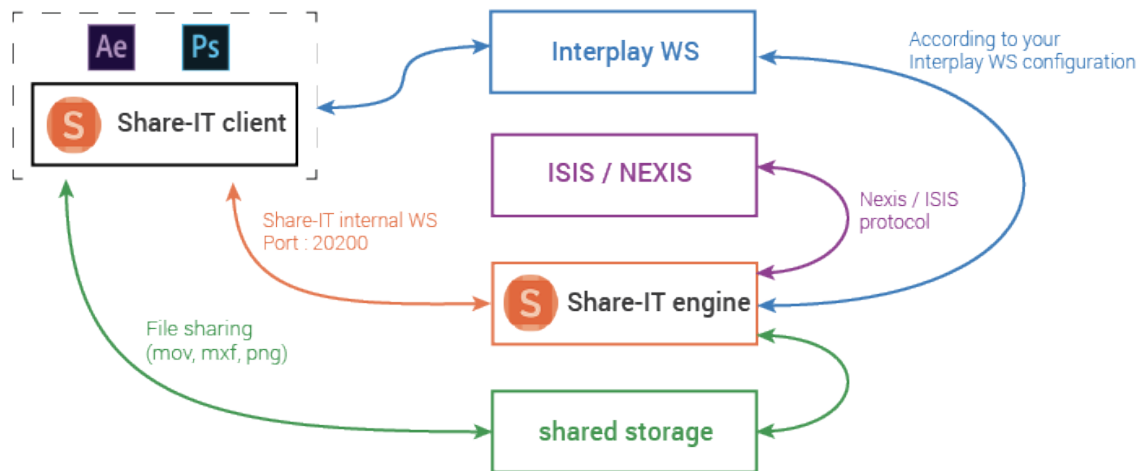 Ae
Ps
S
Share-IT client
Interplay WS
According to your
Interplay WS configuration
ISIS / NEXIS
Nexis / ISIS
protocol
Share-IT internal WS
Port : 20200
S
Share-IT engine
File sharing
(mov, mxf, png)
shared storage